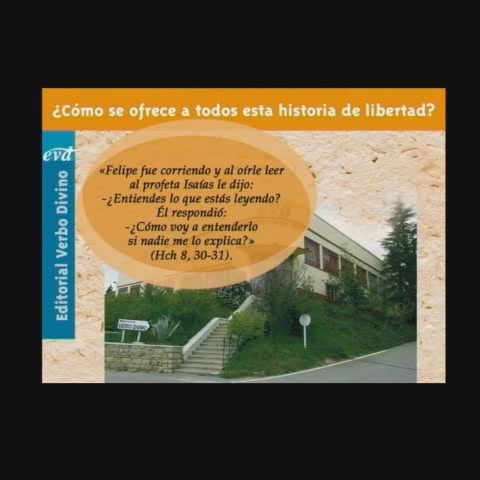 ¿Cómo se ofrece a todos esta historia de libertad?
evd
Editorial Verbo Divino
«Felipe fue corriendo y al oírle leer
al profeta Isaías le dijo:
-¿Entiendes lo que estás leyendo?
Él respondió:
-¿Cómo voy a entenderlo
si nadie me lo explica?»
(Hch 8, 30-31).
VERBO DIVINO